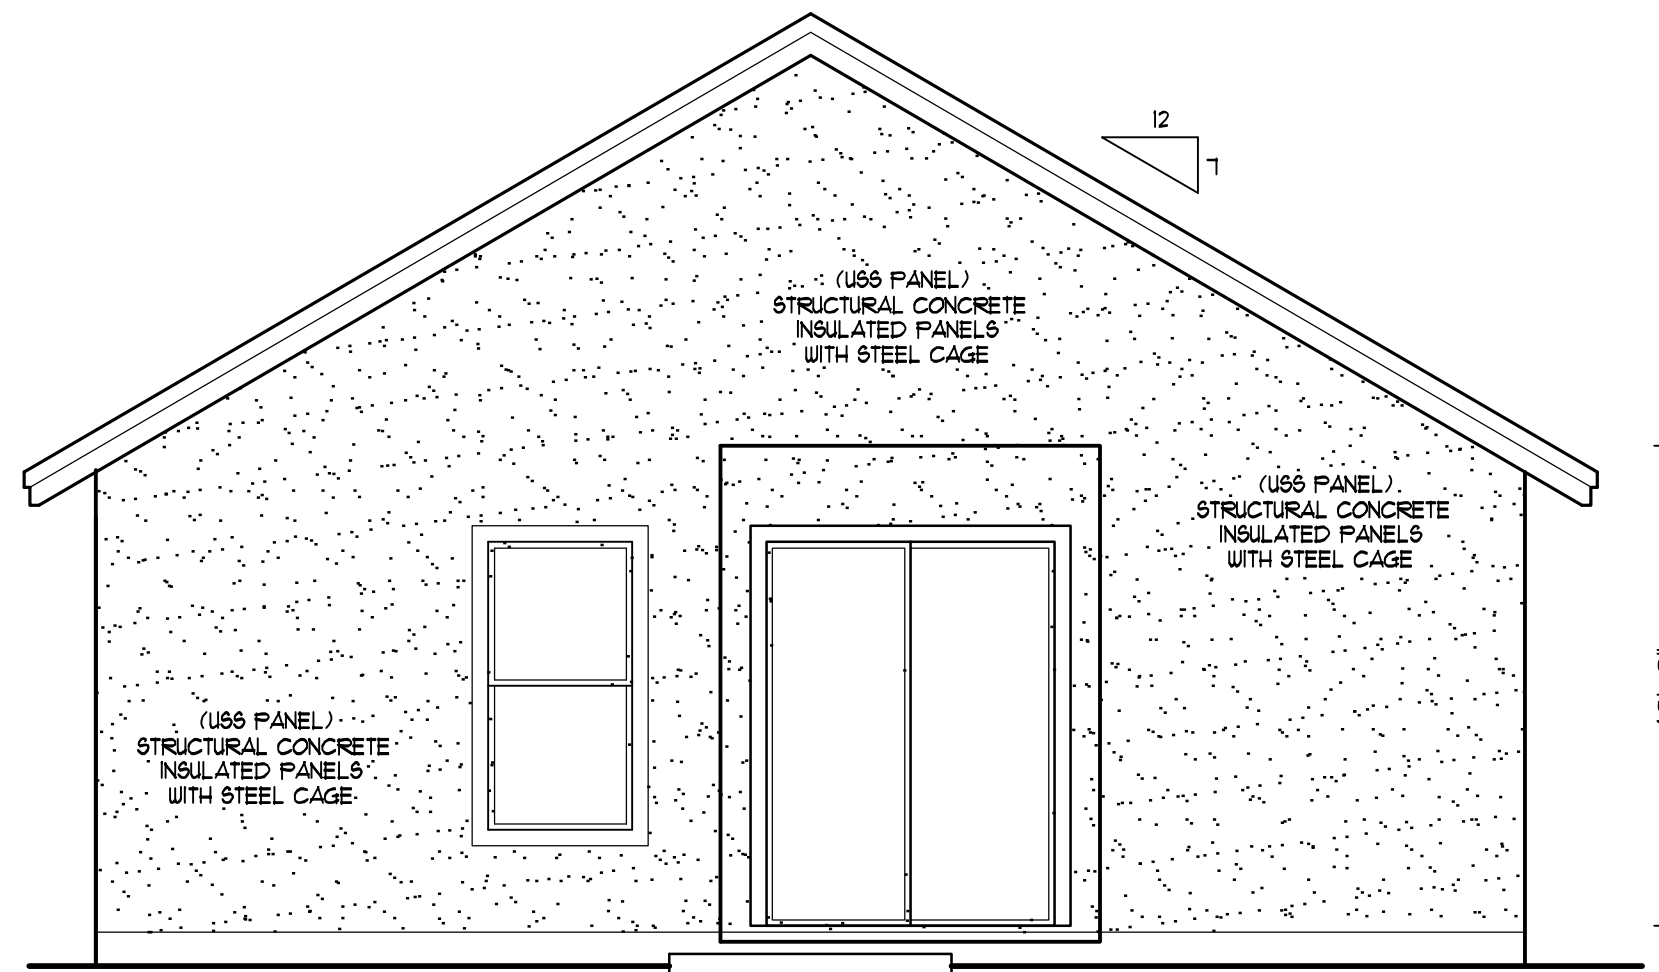 12
7
(USS PANEL)
STRUCTURAL CONCRETE
INSULATED PANELS
WITH STEEL CAGE
(USS PANEL)
STRUCTURAL CONCRETE
INSULATED PANELS
WITH STEEL CAGE
(USS PANEL)
STRUCTURAL CONCRETE
INSULATED PANELS
WITH STEEL CAGE